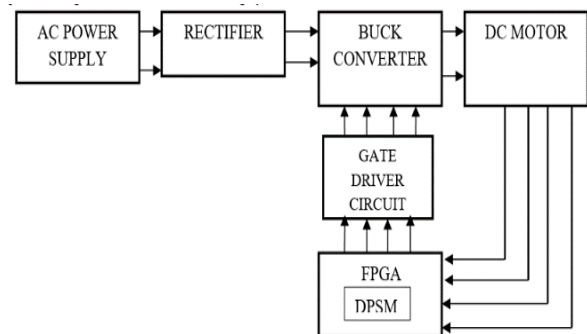 AC POWER
SUPPLY
RECTIFIER
BUCK
CONVERTER
DC MOTOR
GATE
DRIVER
CIRCUIT
FPGA
DPSM